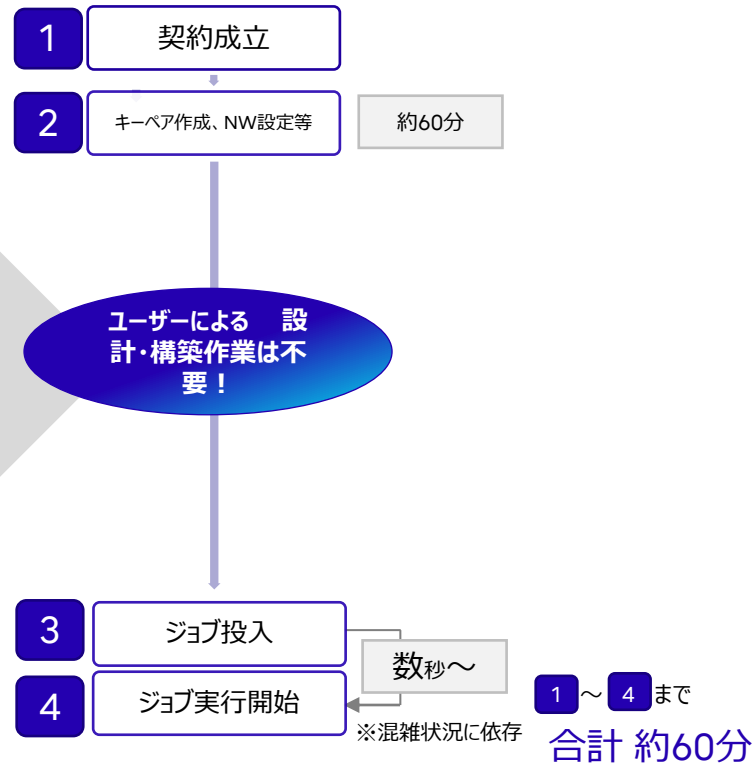 1
契約成立
2
キーペア作成、NW設定等
約60分
ユーザーによる 設
計・構築作業は不
要！
3
ジョブ投入
数秒～
4
ジョブ実行開始
※混雑状況に依存
1～4まで
合計 約60分